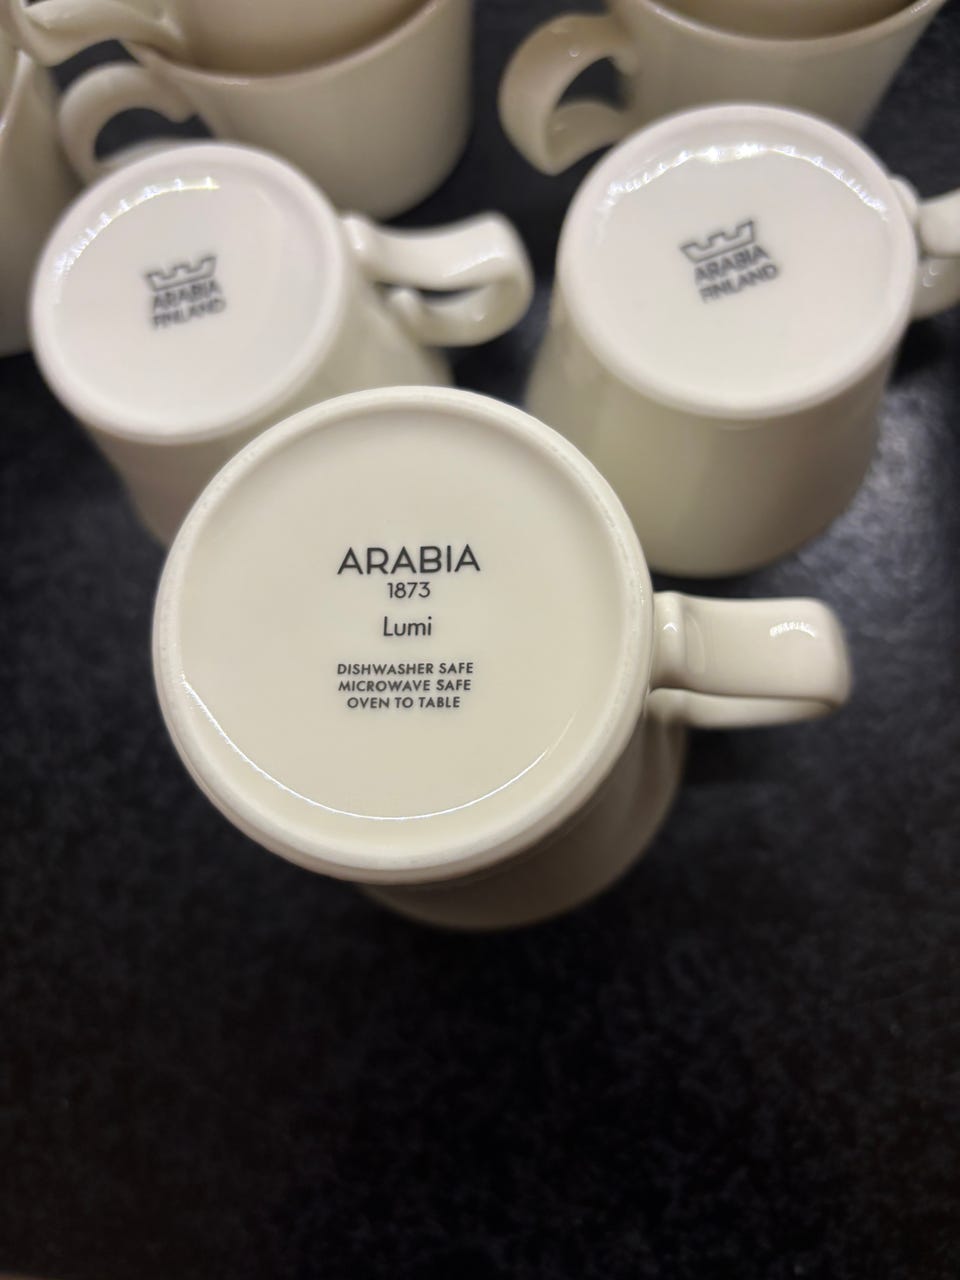 ARABIA
FINLAND
ARABIA
FINLAND
ARABIA
1873
Lumi
DISHWASHER SAFE
MICROWAVE SAFE
OVEN TO TABLE